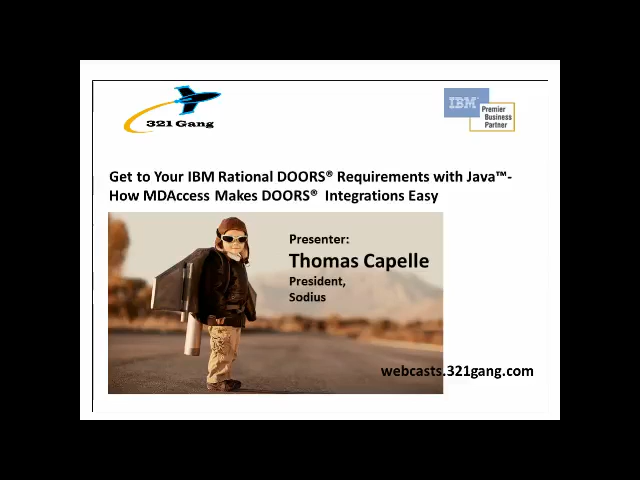 321 Gang
IBM
Premier
Business
Partner
Get to Your IBM Rational DOORS® Requirements with Java™-
How MDAccess Makes DOORS® Integrations Easy
Presenter:
Thomas Capelle
President,
Sodius
webcasts.321gang.com